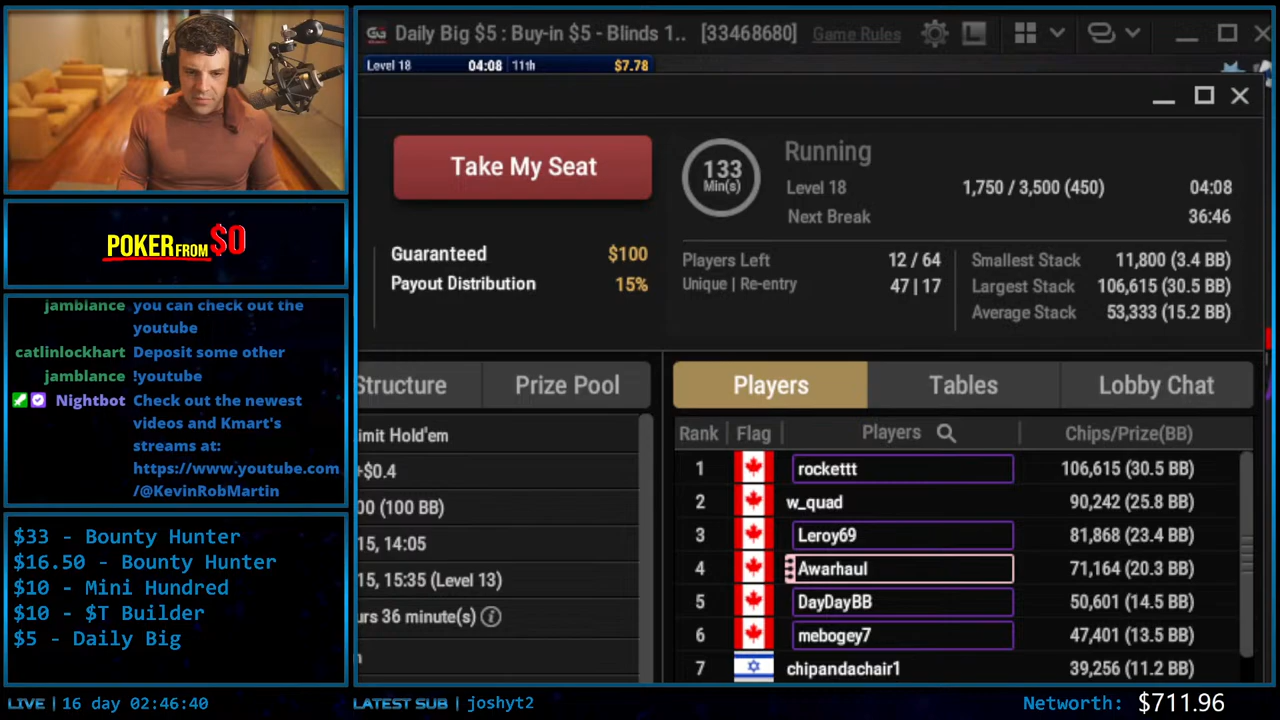 Daily Big $5 : Buy-in $5 - Blinds 1.. [33468680] Game Rules
Level 18 04:08 11th $7.78
Take My Seat
133
Min(s)
Running
Level 18 1,750 / 3,500 (450) 04:08
Next Break 36:46
Guaranteed $100
Payout Distribution 15%
Players Left 12 / 64
Unique | Re-entry 47 | 17
Smallest Stack 11,800 (3.4 BB)
Largest Stack 106,615 (30.5 BB)
Average Stack 53,333 (15.2 BB)
POKER FROM $0
jamblance you can check out the
youtube
catlinlockhart Deposit some other
jamblance !youtube
Nightbot Check out the newest
videos and Kmart's
streams at:
https://www.youtube.com
/@KevinRobMartin
Structure Prize Pool
imit Hold'em
+$0.4
00 (100 BB)
15, 14:05
15, 15:35 (Level 13)
urs 36 minute(s)
Players Tables Lobby Chat
Rank Flag Players Chips/Prize(BB)
1 rockettt 106,615 (30.5 BB)
2 w_quad 90,242 (25.8 BB)
3 Leroy69 81,868 (23.4 BB)
4 Awarhaul 71,164 (20.3 BB)
5 DayDayBB 50,601 (14.5 BB)
6 mebogey7 47,401 (13.5 BB)
7 chipandachair1 39,256 (11.2 BB)
$33 - Bounty Hunter
$16.50 - Bounty Hunter
$10 - Mini Hundred
$10 - $T Builder
$5 - Daily Big
LIVE | 16 day 02:46:40 LATEST SUB | joshyt2 Networth: $711.96